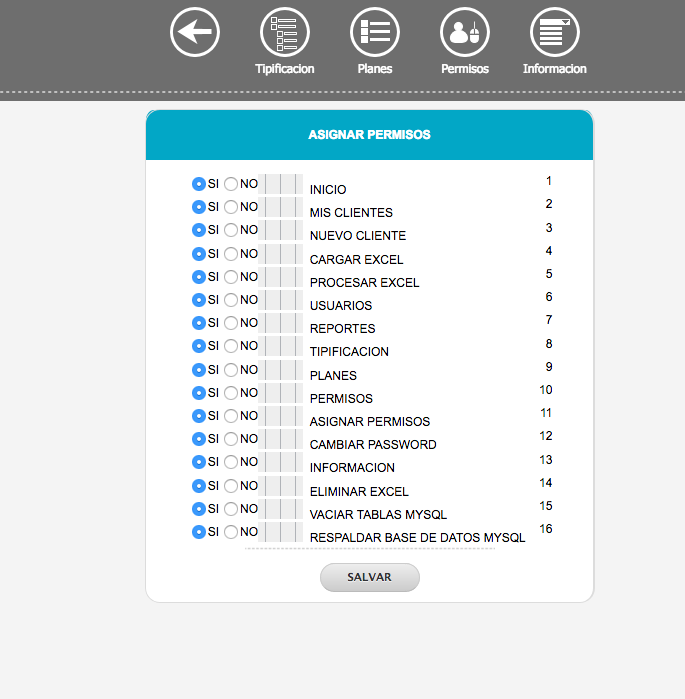 Tipificacion Planes Permisos Informacion
ASIGNAR PERMISOS
SI NO INICIO 1
SI NO MIS CLIENTES 2
SI NO NUEVO CLIENTE 3
SI NO CARGAR EXCEL 4
SI NO PROCESAR EXCEL 5
SI NO USUARIOS 6
SI NO REPORTES 7
SI NO TIPIFICACION 8
SI NO PLANES 9
SI NO PERMISOS 10
SI NO ASIGNAR PERMISOS 11
SI NO CAMBIAR PASSWORD 12
SI NO INFORMACION 13
SI NO ELIMINAR EXCEL 14
SI NO VACIAR TABLAS MYSQL 15
SI NO RESPALDAR BASE DE DATOS MYSQL 16
SALVAR